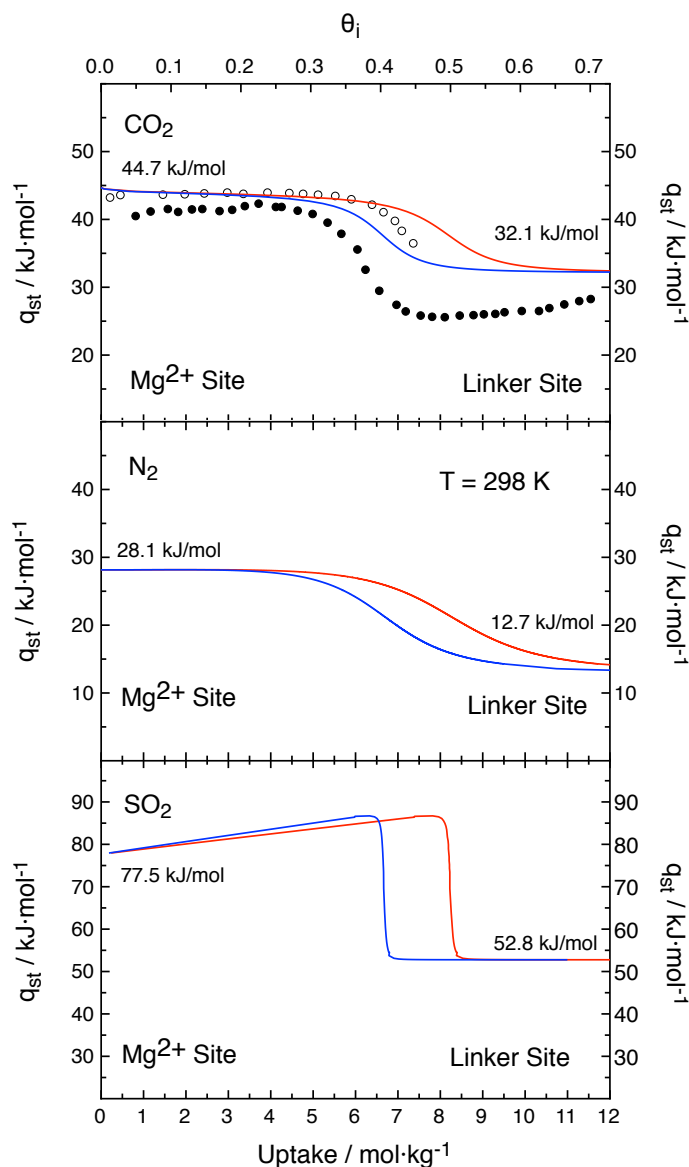 θi
0.0 0.1 0.2 0.3 0.4 0.5 0.6 0.7
CO2
44.7 kJ/mol
32.1 kJ/mol
50
40
30
20
qst / kJ·mol-1
50
40
30
20
qst / kJ·mol-1
Mg2+ Site
Linker Site
N2
T = 298 K
28.1 kJ/mol
12.7 kJ/mol
40
30
20
10
qst / kJ·mol-1
40
30
20
10
qst / kJ·mol-1
Mg2+ Site
Linker Site
SO2
77.5 kJ/mol
52.8 kJ/mol
90
80
70
60
50
40
30
qst / kJ·mol-1
90
80
70
60
50
40
30
qst / kJ·mol-1
Mg2+ Site
Linker Site
0 1 2 3 4 5 6 7 8 9 10 11 12
Uptake / mol·kg-1